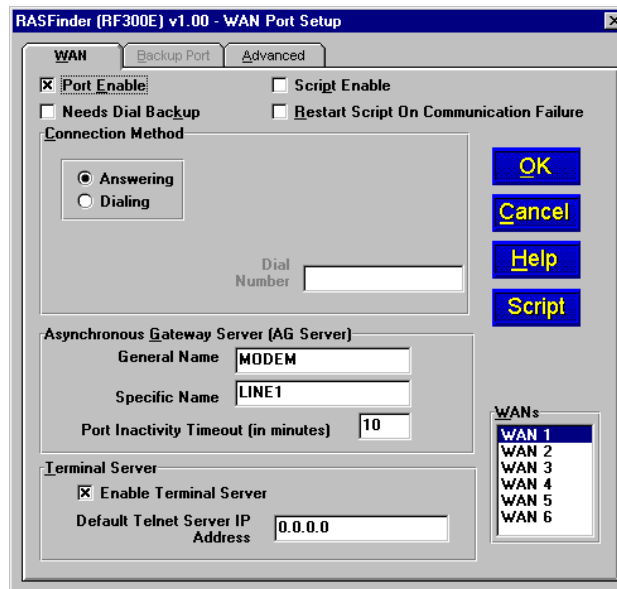 RASFinder (RF300E) v1.00 - WAN Port Setup
WAN
Backup Port
Advanced
Port Enable
Script Enable
Needs Dial Backup
Restart Script On Communication Failure
Connection Method
Answering
Dialing
Dial
Number
OK
Cancel
Help
Script
Asynchronous Gateway Server (AG Server)
General Name
MODEM
Specific Name
LINE1
Port Inactivity Timeout (in minutes)
10
Terminal Server
Enable Terminal Server
Default Telnet Server IP
Address
0.0.0.0
WANs
WAN 1
WAN 2
WAN 3
WAN 4
WAN 5
WAN 6